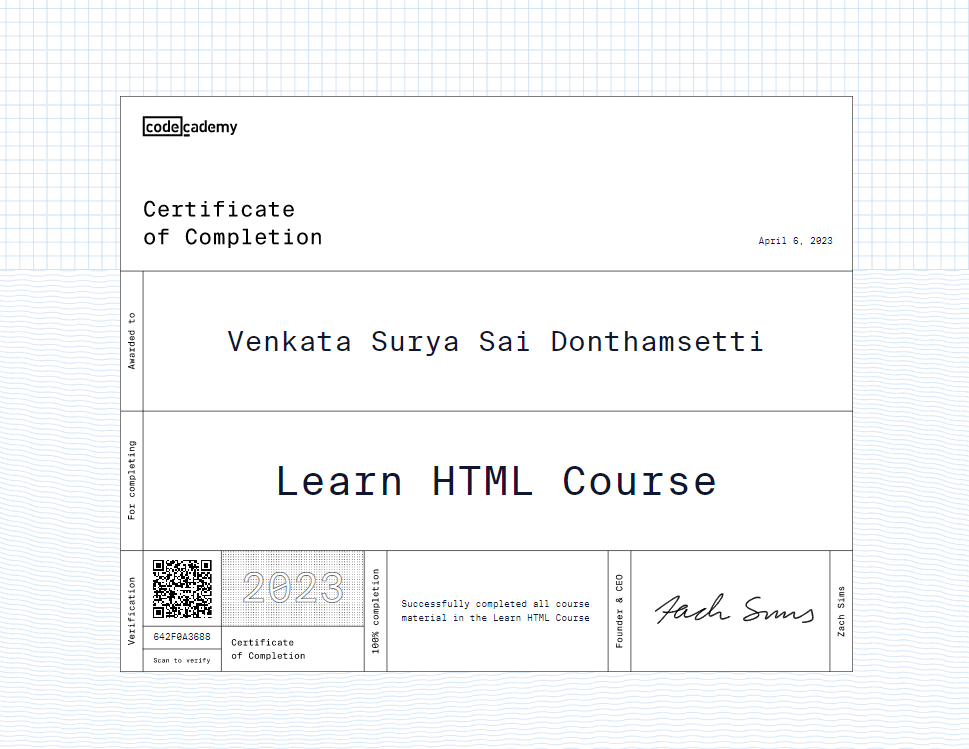 codecademy
Certificate
of Completion
April 6, 2023
Awarded to
Venkata Surya Sai Donthamsetti
For completing
Learn HTML Course
Verification
642F0A3688
Scan to verify
2023
Certificate
of Completion
100% completion
Successfully completed all course
material in the Learn HTML Course
Founder & CEO
Zach Sims
Zach Sims